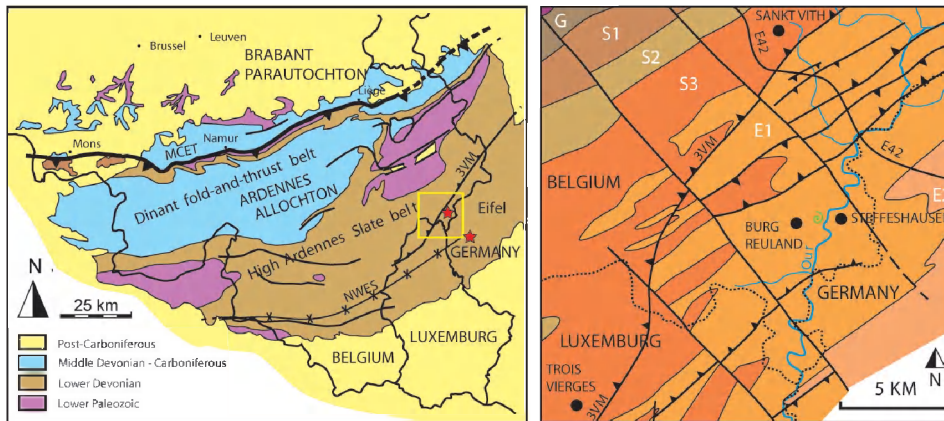 Brussel
Leuven
BRABANT
PARAUTOCHTON
Liège
Mons
Namur
MCET
Dinant fold-and-thrust belt
ARDENNES
ALLOCHTON
3VM
Eifel
High Ardennes Slate belt
GERMANY
N
NWES
25 km
LUXEMBURG
BELGIUM
Post-Carboniferous
Middle Devonian - Carboniferous
Lower Devonian
Lower Paleozoic
G
S1
SANKT VITH
E42
S2
S3
E1
3VM
E42
BELGIUM
BURG
REULAND
STEFFESHAUSEN
Our
GERMANY
LUXEMBURG
TROIS
VIERGES
3VM
N
5 KM